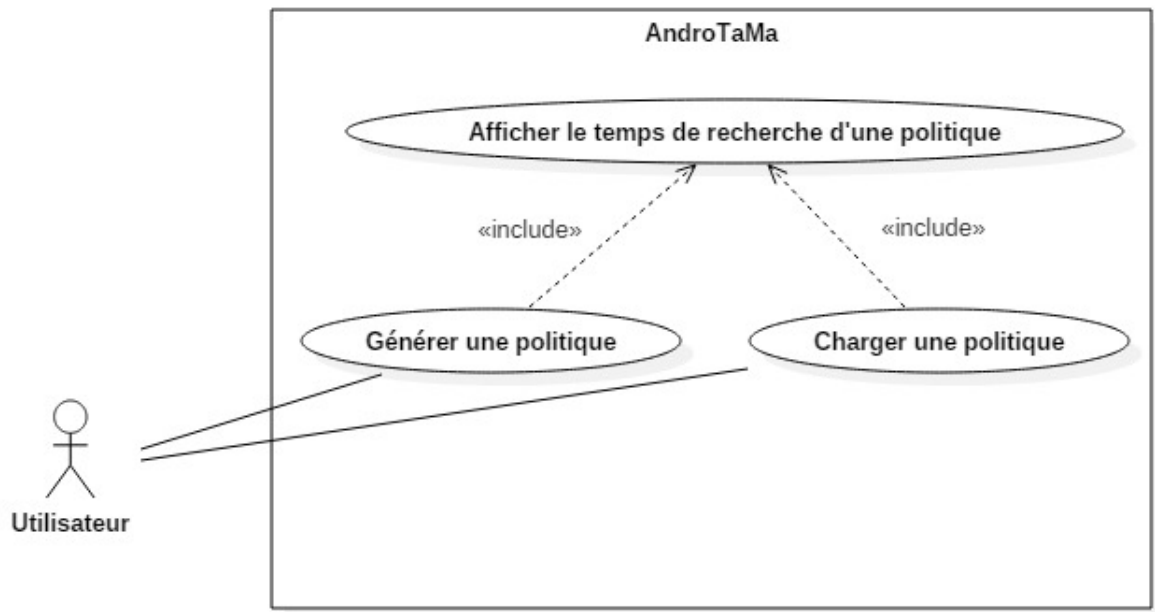 AndroTaMa
Afficher le temps de recherche d'une politique
«include»
«include»
Générer une politique
Charger une politique
Utilisateur